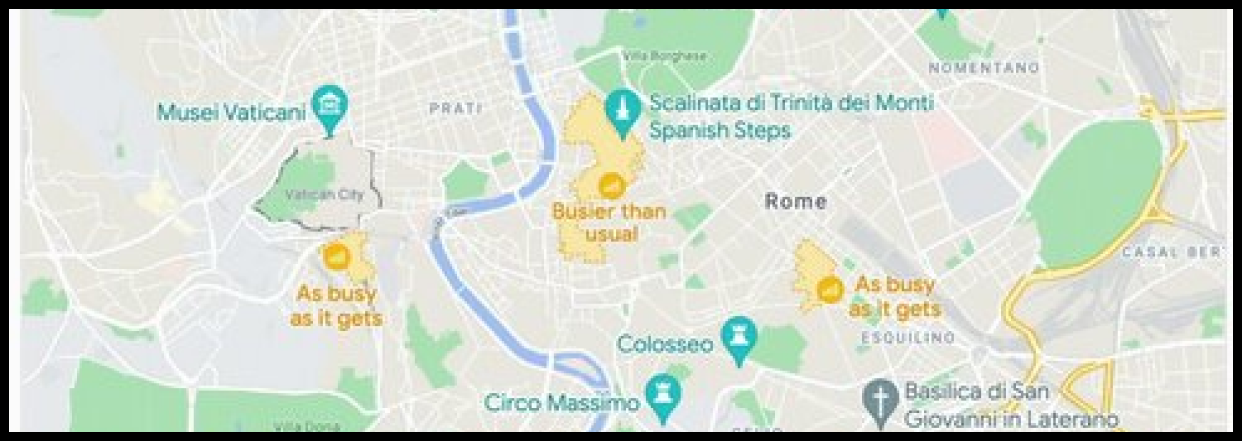 Villa Borghese
NOMENTANO
Musei Vaticani
PRATI
Scalinata di Trinità dei Monti
Spanish Steps
Vatican City
Rome
Busier than
usual
CASAL BER
As busy
as it gets
As busy
as it gets
ESQUILINO
Colosseo
Circo Massimo
Basilica di San
Giovanni in Laterano
Villa Doria
CELIO